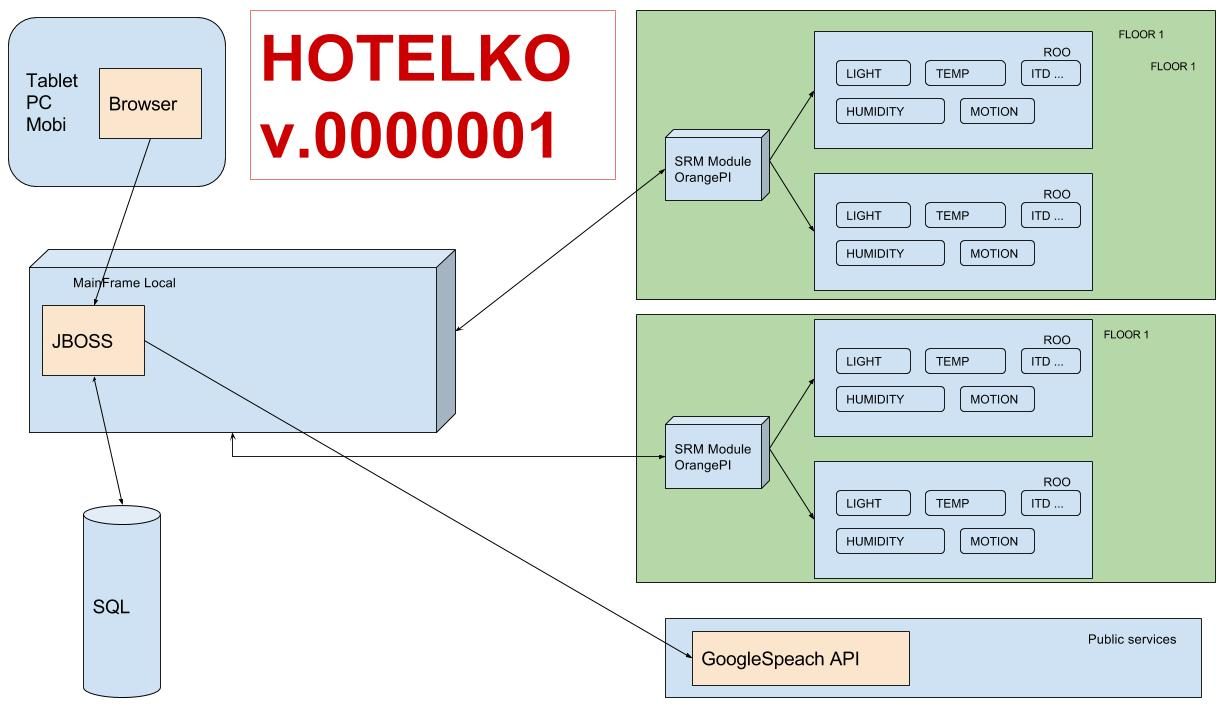 HOTELKO
v.0000001
Tablet
PC
Mobi
Browser
MainFrame Local
JBOSS
SQL
FLOOR 1
FLOOR 1
SRM Module
OrangePI
ROO
LIGHT TEMP ITD ...
HUMIDITY MOTION
ROO
LIGHT TEMP ITD ...
HUMIDITY MOTION
FLOOR 1
SRM Module
OrangePI
ROO
LIGHT TEMP ITD ...
HUMIDITY MOTION
ROO
LIGHT TEMP ITD ...
HUMIDITY MOTION
Public services
GoogleSpeach API